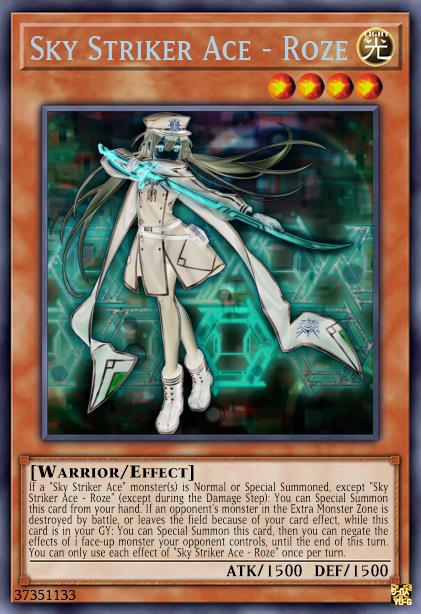 Sky Striker Ace - Roze
LIGHT
光
[Warrior/Effect]
If a "Sky Striker Ace" monster(s) is Normal or Special Summoned, except "Sky
Striker Ace - Roze" (except during the Damage Step): You can Special Summon
this card from your hand. If an opponent's monster in the Extra Monster Zone is
destroyed by battle, or leaves the field because of your card effect, while this
card is in your GY: You can Special Summon this card, then you can negate the
effects of 1 face-up monster your opponent controls, until the end of this turn.
You can only use each effect of "Sky Striker Ace - Roze" once per turn.
ATK/1500 DEF/1500
37351133